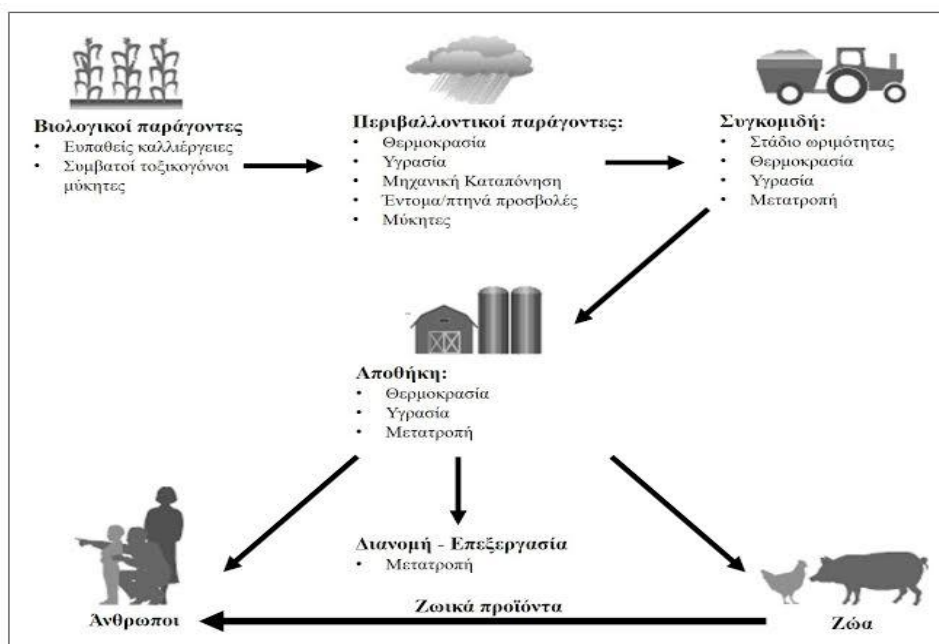 Βιολογικοί παράγοντες
• Ευπαθείς καλλιέργειες
• Συμβατοί τοξικογόνοι
μύκητες
Περιβαλλοντικοί παράγοντες:
• Θερμοκρασία
• Υγρασία
• Μηχανική Καταπόνηση
• Έντομα/πτηνά προσβολές
• Μύκητες
Συγκομιδή:
• Στάδιο ωριμότητας
• Θερμοκρασία
• Υγρασία
• Μετατροπή
Αποθήκη:
• Θερμοκρασία
• Υγρασία
• Μετατροπή
Διανομή - Επεξεργασία
• Μετατροπή
Άνθρωποι
Ζωικά προϊόντα
Ζώα